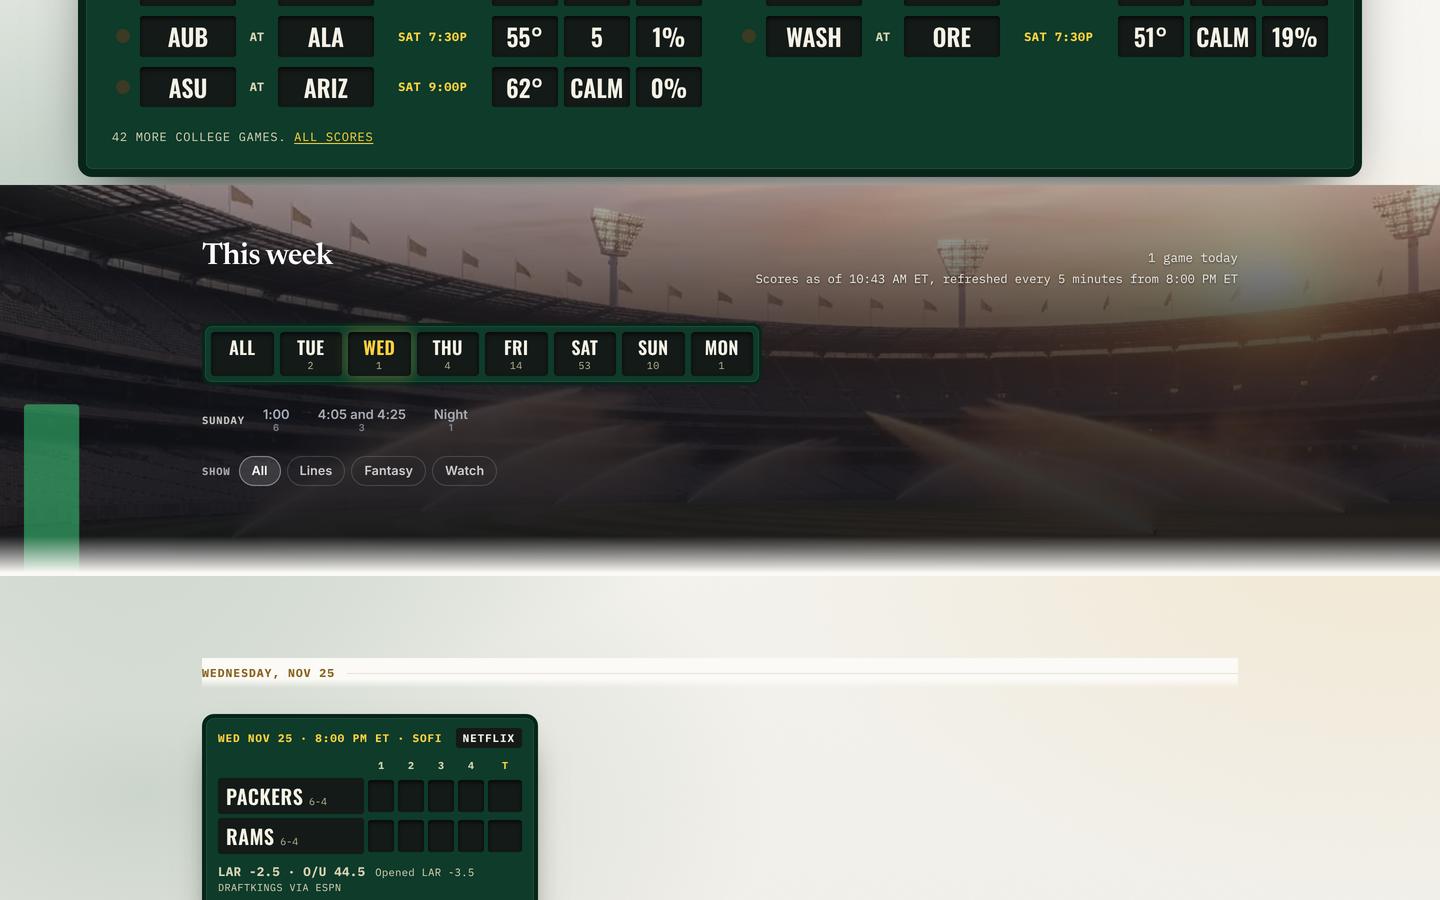 AUB AT ALA SAT 7:30P 55° 5 1% WASH AT ORE SAT 7:30P 51° CALM 19%
ASU AT ARIZ SAT 9:00P 62° CALM 0%
42 MORE COLLEGE GAMES. ALL SCORES
This week
1 game today
Scores as of 10:43 AM ET, refreshed every 5 minutes from 8:00 PM ET
ALL TUE WED THU FRI SAT SUN MON
2 1 4 14 53 10 1
SUNDAY 1:00 4:05 and 4:25 Night
6 3 1
SHOW All Lines Fantasy Watch
WEDNESDAY, NOV 25
WED NOV 25 · 8:00 PM ET · SOFI NETFLIX
1 2 3 4 T
PACKERS 6-4
RAMS 6-4
LAR -2.5 · O/U 44.5 Opened LAR -3.5
DRAFTKINGS VIA ESPN